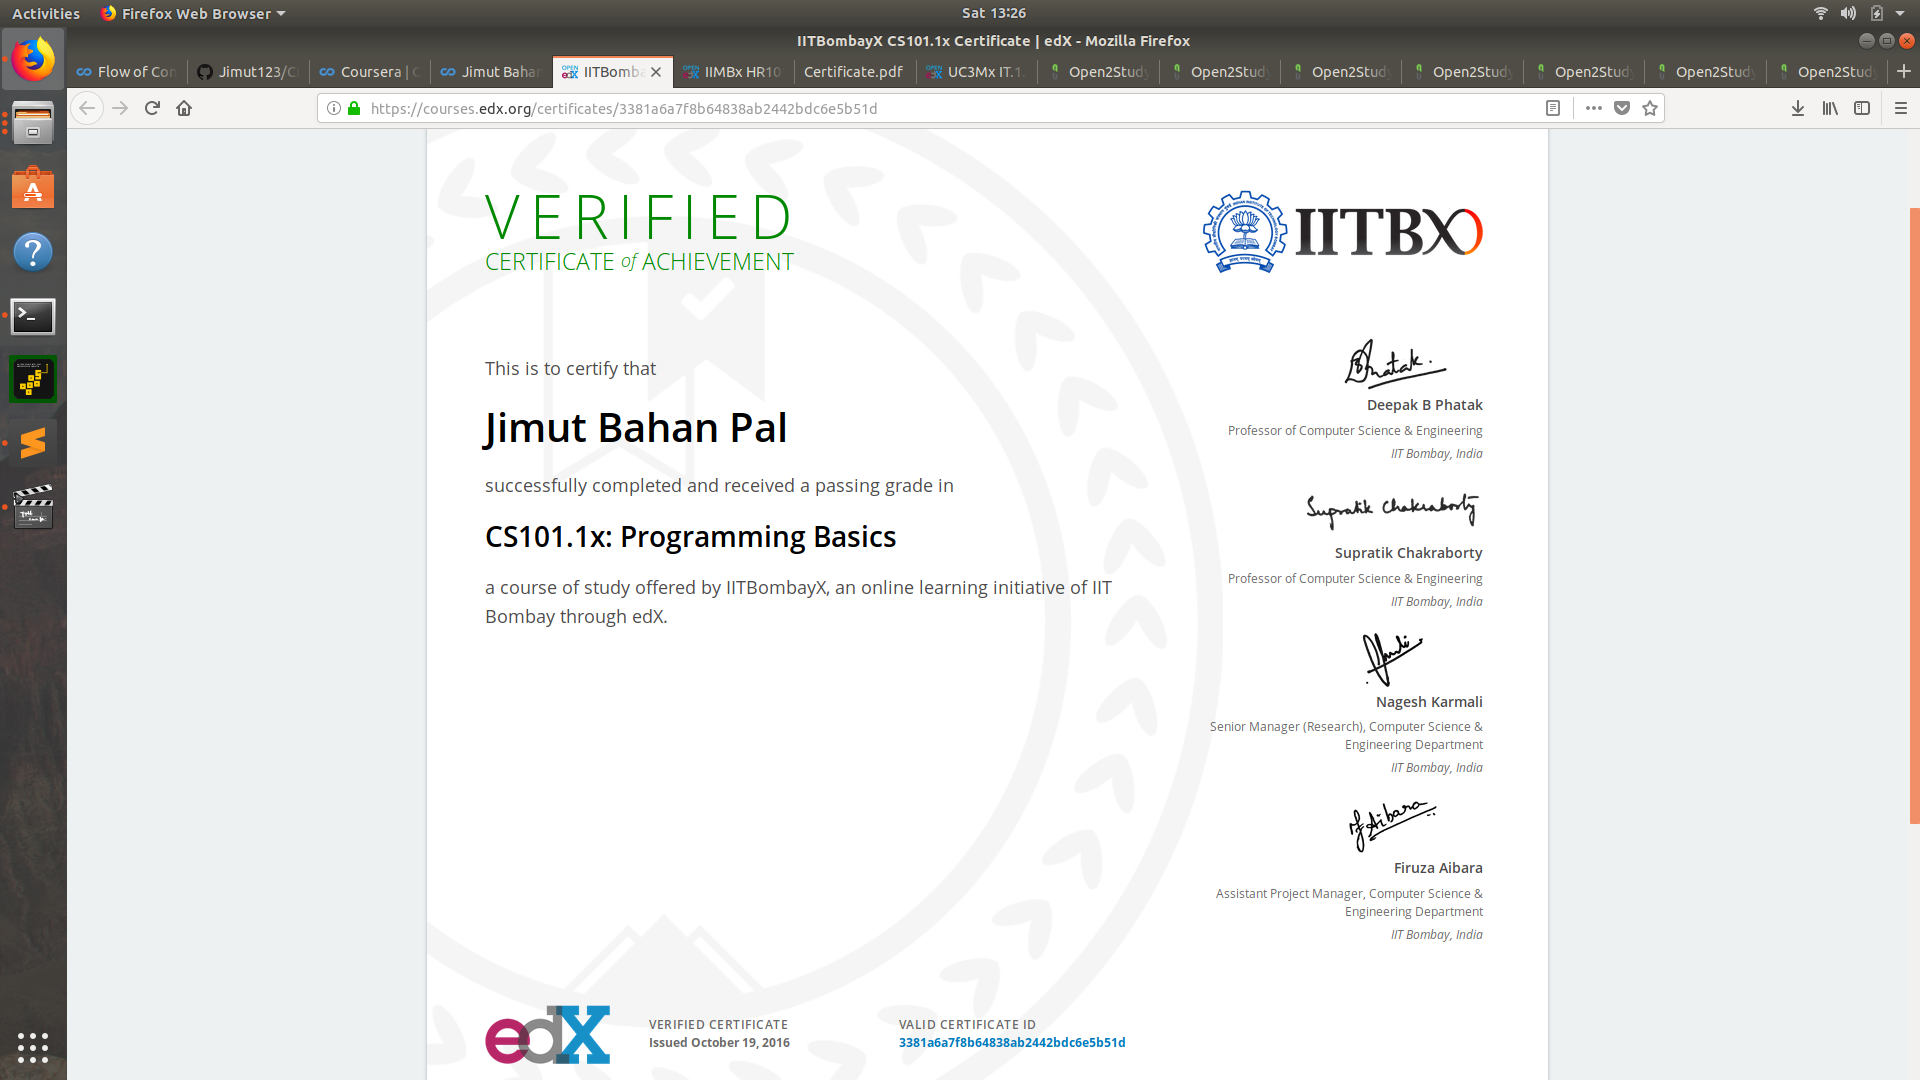 Activities
Firefox Web Browser
Sat 13:26
IITBombayX CS101.1x Certificate | edX - Mozilla Firefox
Flow of Con
Jimut123/C
Coursera | C
Jimut Bahan
IITBomba
IIMBx HR10
Certificate.pdf
UC3Mx IT.1.
Open2Study
Open2Study
Open2Study
Open2Study
Open2Study
Open2Study
Open2Study
https://courses.edx.org/certificates/3381a6a7f8b64838ab2442bdc6e5b51d
VERIFIED
CERTIFICATE of ACHIEVEMENT
IITBX
This is to certify that
Jimut Bahan Pal
successfully completed and received a passing grade in
CS101.1x: Programming Basics
a course of study offered by IITBombayX, an online learning initiative of IIT
Bombay through edX.
Phatak
Deepak B Phatak
Professor of Computer Science & Engineering
IIT Bombay, India
Supratik Chakraborty
Supratik Chakraborty
Professor of Computer Science & Engineering
IIT Bombay, India
Nagesh Karmali
Senior Manager (Research), Computer Science &
Engineering Department
IIT Bombay, India
Aibara
Firuza Aibara
Assistant Project Manager, Computer Science &
Engineering Department
IIT Bombay, India
edX
VERIFIED CERTIFICATE
Issued October 19, 2016
VALID CERTIFICATE ID
3381a6a7f8b64838ab2442bdc6e5b51d